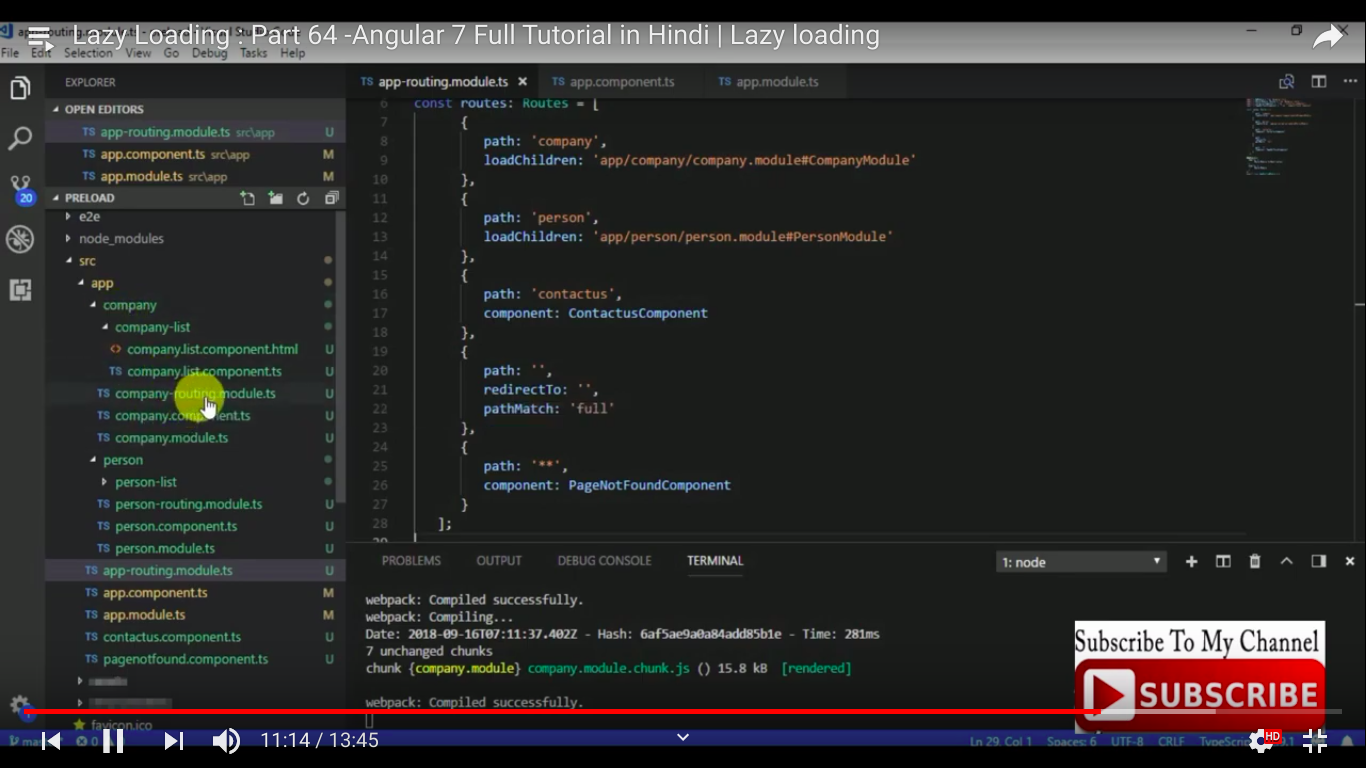 Lazy Loading : Part 64 -Angular 7 Full Tutorial in Hindi | Lazy loading
File Edit Selection View Go Debug Tasks Help
EXPLORER
OPEN EDITORS
TS app-routing.module.ts src\app U
TS app.component.ts src\app M
TS app.module.ts src\app M
20
PRELOAD
e2e
node_modules
src
app
company
company-list
<> company.list.component.html U
TS company.list.component.ts U
TS company-routing.module.ts U
TS company.component.ts U
TS company.module.ts U
person
person-list
TS person-routing.module.ts U
TS person.component.ts U
TS person.module.ts U
TS app-routing.module.ts U
TS app.component.ts M
TS app.module.ts M
TS contactus.component.ts U
TS pagenotfound.component.ts U
favicon.ico
TS app-routing.module.ts × TS app.component.ts TS app.module.ts
6 const routes: Routes = [
7 {
8 path: 'company',
9 loadChildren: 'app/company/company.module#CompanyModule'
10 },
11 {
12 path: 'person',
13 loadChildren: 'app/person/person.module#PersonModule'
14 },
15 {
16 path: 'contactus',
17 component: ContactusComponent
18 },
19 {
20 path: '',
21 redirectTo: '',
22 pathMatch: 'full'
23 },
24 {
25 path: '**',
26 component: PageNotFoundComponent
27 }
28 ];
29
PROBLEMS OUTPUT DEBUG CONSOLE TERMINAL 1: node
webpack: Compiled successfully.
webpack: Compiling...
Date: 2018-09-16T07:11:37.402Z - Hash: 6af5ae9a0a84add85b1e - Time: 281ms
7 unchanged chunks
chunk {company.module} company.module.chunk.js () 15.8 kB [rendered]
webpack: Compiled successfully.
Subscribe To My Channel
SUBSCRIBE
11:14 / 13:45
HD
Ln 29, Col 1 Spaces: 6 UTF-8 CRLF